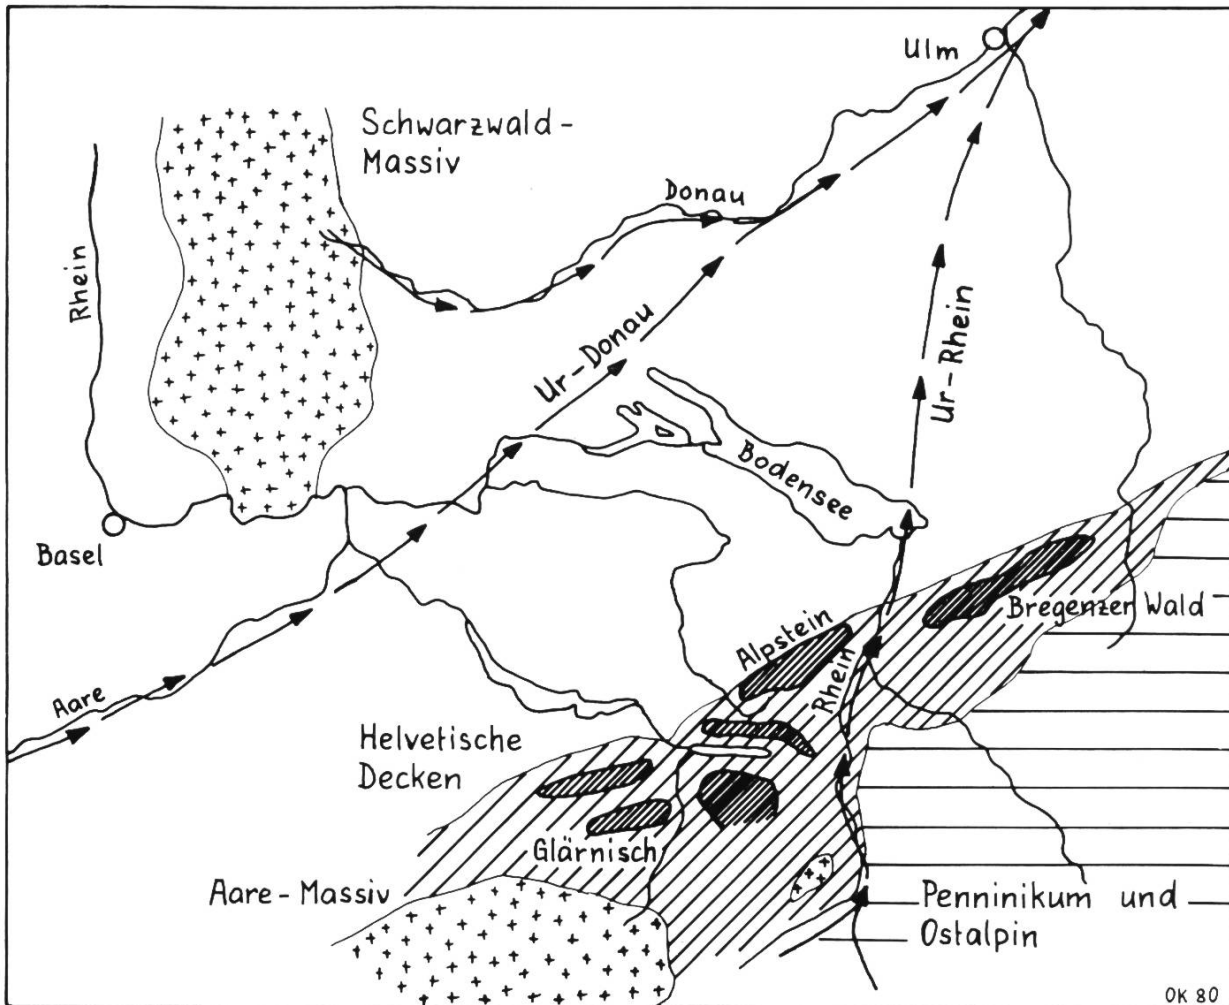 Ulm
Schwarzwald-
Massiv
Donau
Rhein
Ur-Donau
Ur-Rhein
Bodensee
Basel
Bregenzer Wald
Alpstein
Rhein
Aare
Helvetische
Decken
Glärnisch
Aare-Massiv
Penninikum und
Ostalpin
OK 80